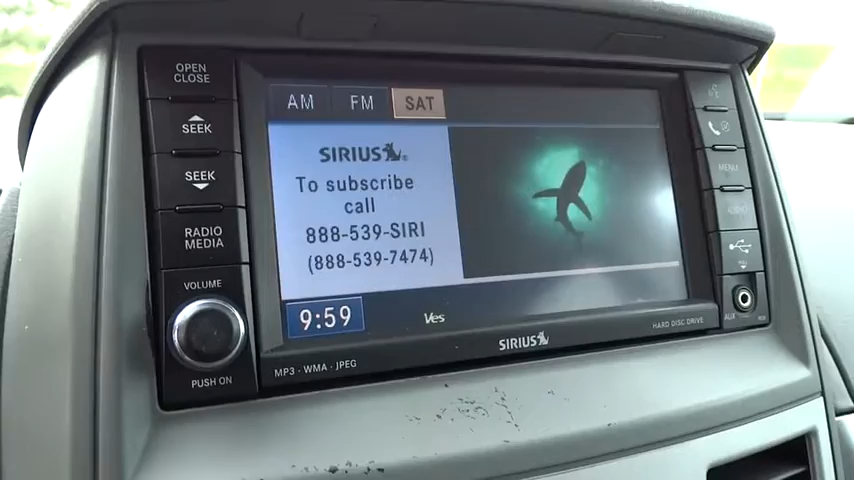 OPEN
CLOSE
SEEK
SEEK
RADIO
MEDIA
VOLUME
PUSH ON
AM FM SAT
SIRIUS
To subscribe
call
888-539-SIRI
(888-539-7474)
9:59
Ves
SIRIUS
HARD DISC DRIVE
MP3 · WMA · JPEG
MENU
AUDIO
AUX